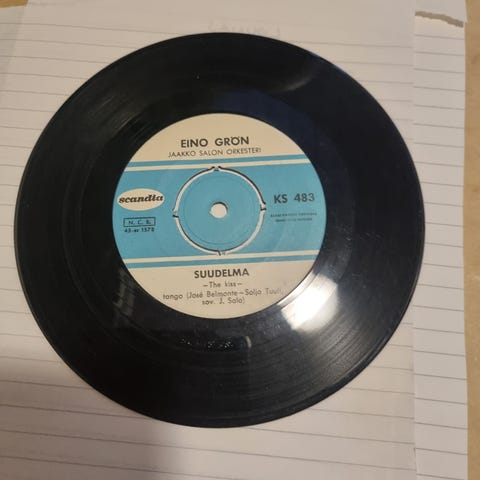 EINO GRÖN
JAAKKO SALON ORKESTERI
scandia
KS 483
N. C. B.
45-er 1578
SUUDELMA
—The kiss—
tango (José Belmonte—Solja Tuuli,
sov. J. Salo)